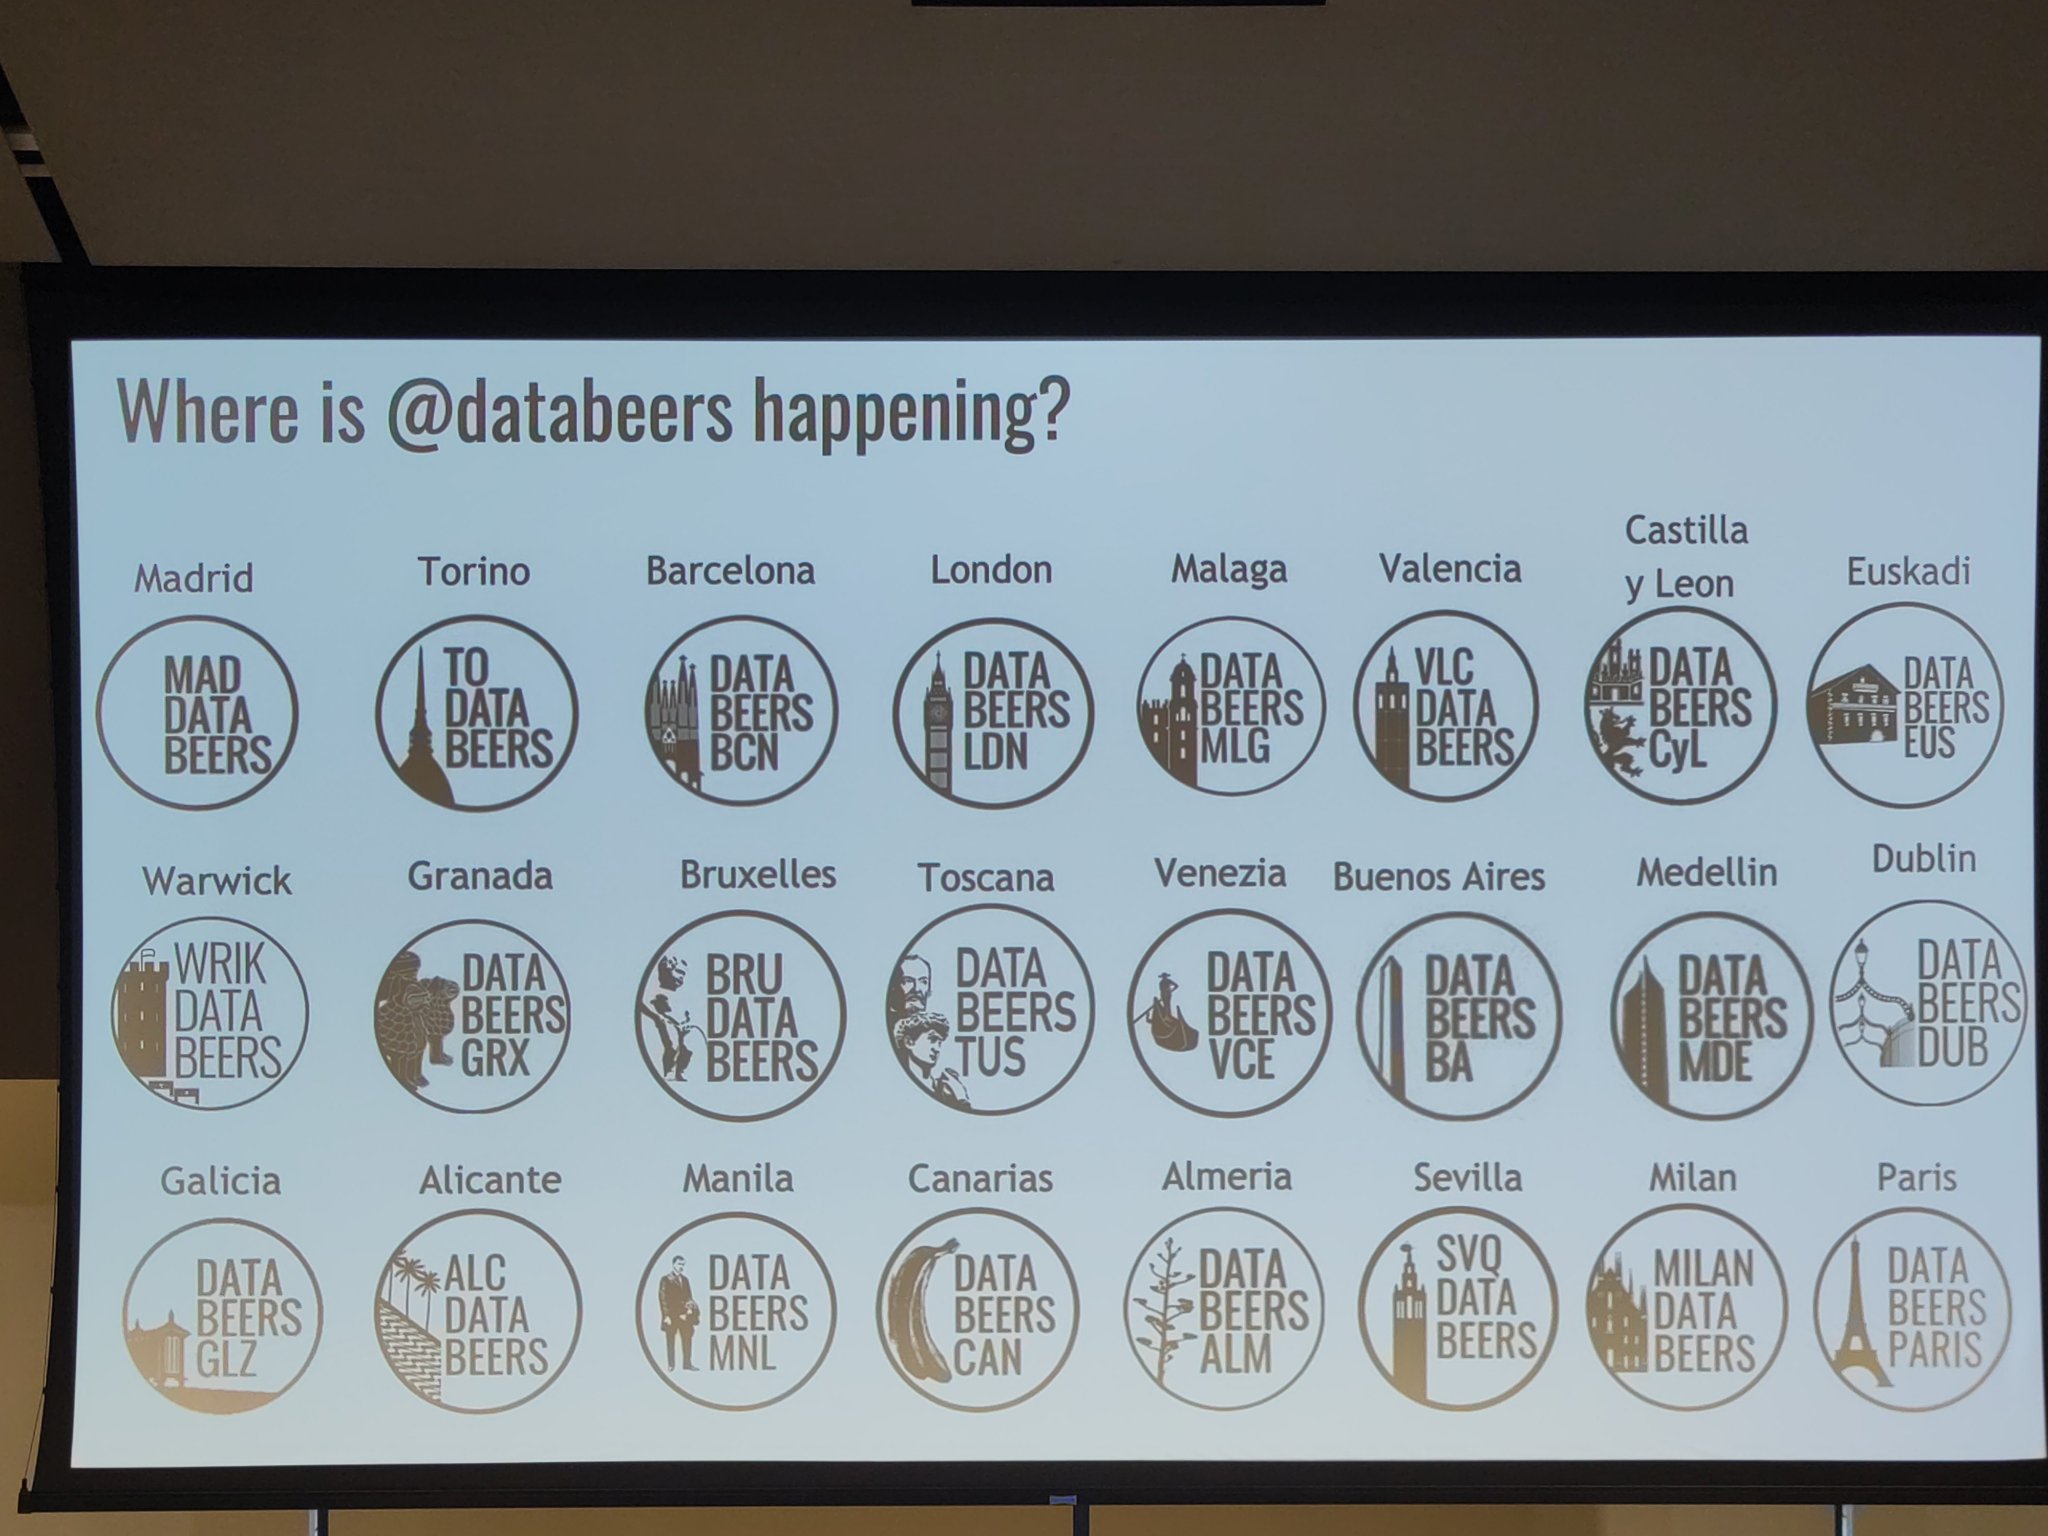 Where is @databeers happening?
Madrid
MAD
DATA
BEERS
Torino
TO
DATA
BEERS
Barcelona
DATA
BEERS
BCN
London
DATA
BEERS
LDN
Malaga
DATA
BEERS
MLG
Valencia
VLC
DATA
BEERS
Castilla
y Leon
DATA
BEERS
CyL
Euskadi
DATA
BEERS
EUS
Warwick
WRIK
DATA
BEERS
Granada
DATA
BEERS
GRX
Bruxelles
BRU
DATA
BEERS
Toscana
DATA
BEERS
TUS
Venezia
DATA
BEERS
VCE
Buenos Aires
DATA
BEERS
BA
Medellin
DATA
BEERS
MDE
Dublin
DATA
BEERS
DUB
Galicia
DATA
BEERS
GLZ
Alicante
ALC
DATA
BEERS
Manila
DATA
BEERS
MNL
Canarias
DATA
BEERS
CAN
Almeria
DATA
BEERS
ALM
Sevilla
SVQ
DATA
BEERS
Milan
MILAN
DATA
BEERS
Paris
DATA
BEERS
PARIS